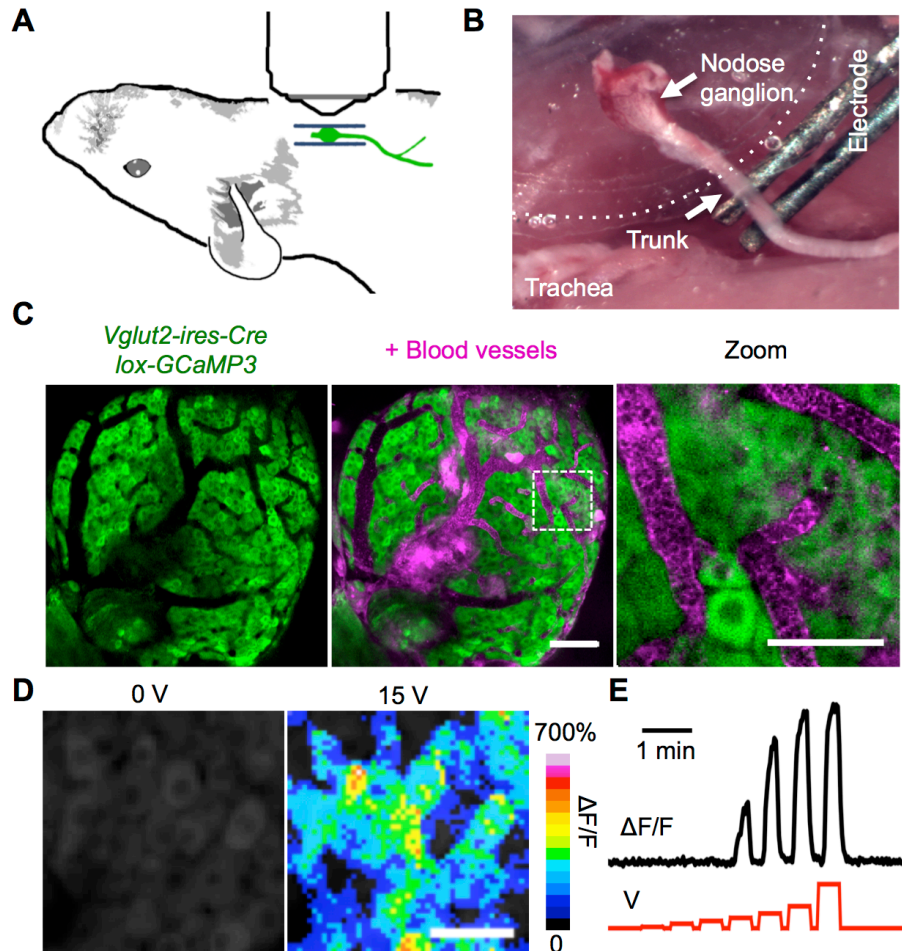 A
B
Nodose
ganglion
Electrode
Trunk
Trachea
C
Vglut2-ires-Cre
lox-GCaMP3
+ Blood vessels
Zoom
D
0 V
15 V
700%
ΔF/F
0
E
1 min
ΔF/F
V